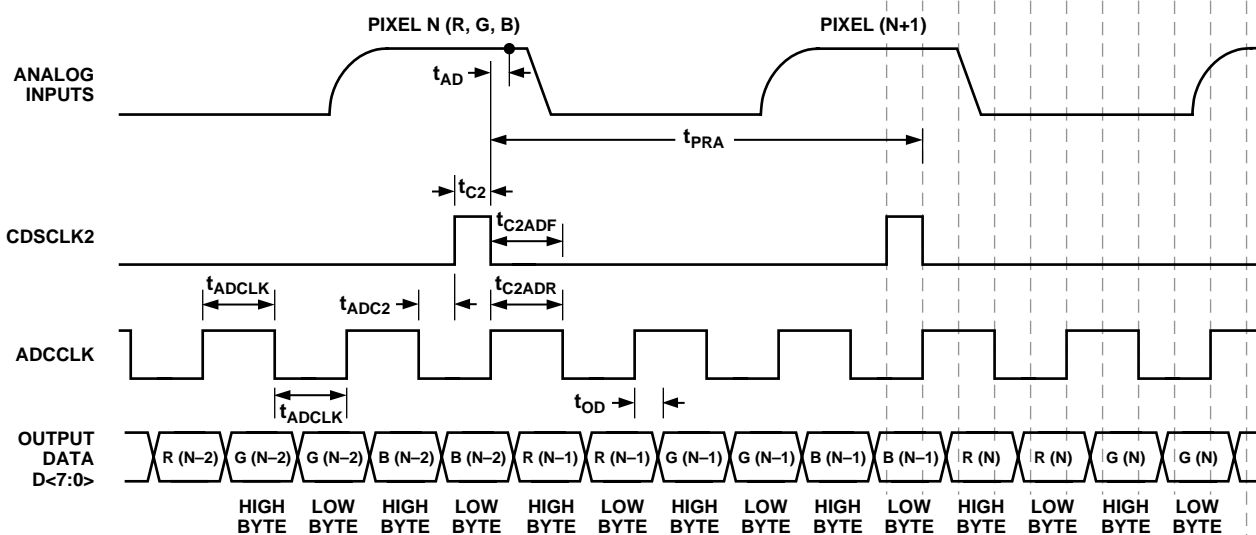 PIXEL N (R, G, B)
PIXEL (N+1)
ANALOG
INPUTS
tAD
tPRA
tC2
CDSCLK2
tC2ADF
tADCLK
tADC2
tC2ADR
ADCCLK
tADCLK
tOD
OUTPUT
DATA
D<7:0>
R (N–2) G (N–2) G (N–2) B (N–2) B (N–2) R (N–1) R (N–1) G (N–1) G (N–1) B (N–1) B (N–1) R (N) R (N) G (N) G (N)
HIGH LOW HIGH LOW HIGH LOW HIGH LOW HIGH LOW HIGH LOW HIGH LOW
BYTE BYTE BYTE BYTE BYTE BYTE BYTE BYTE BYTE BYTE BYTE BYTE BYTE BYTE